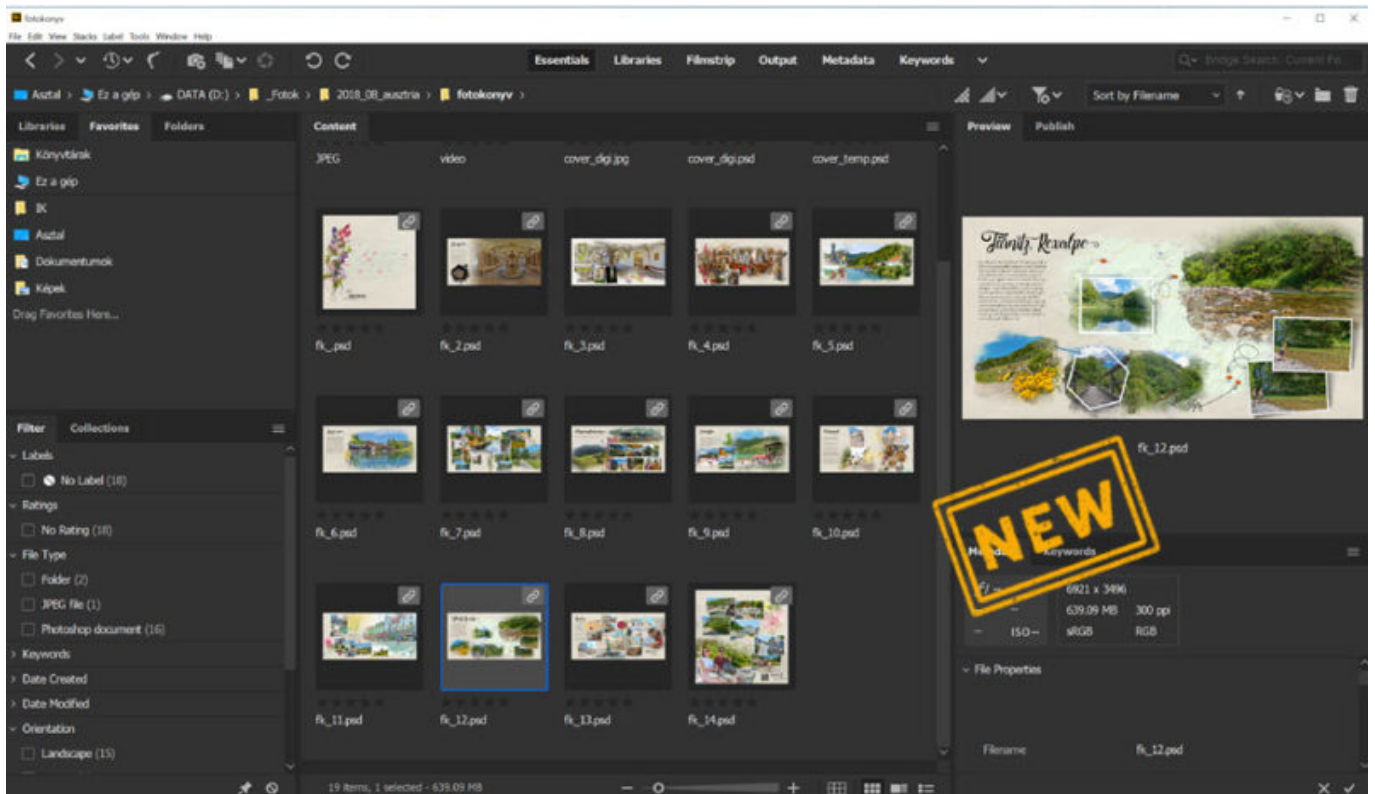 fotokonyv
File Edit View Stacks Label Tools Window Help
Essentials Libraries Filmstrip Output Metadata Keywords
Asztal > Ez a gép > DATA (D:) > _Fotok > 2018_08_ausztria > fotokonyv >
Sort by Filename
Libraries Favorites Folders
Content
Preview Publish
Könyvtárak
Ez a gép
IK
Asztal
Dokumentumok
Képek
Drag Favorites Here...
JPEG video cover_digi.jpg cover_digi.psd cover_temp.psd
fk_.psd fk_2.psd fk_3.psd fk_4.psd fk_5.psd
fk_6.psd fk_7.psd fk_8.psd fk_9.psd fk_10.psd
fk_11.psd fk_12.psd fk_13.psd fk_14.psd
Filter Collections
Labels
No Label (18)
Ratings
No Rating (18)
File Type
Folder (2)
JPEG file (1)
Photoshop document (16)
Keywords
Date Created
Date Modified
Orientation
Landscape (15)
19 items, 1 selected - 639.09 MB
fk_12.psd
NEW
Keywords
6921 x 3496
639.09 MB 300 ppi
ISO--
sRGB RGB
File Properties
Filename fk_12.psd